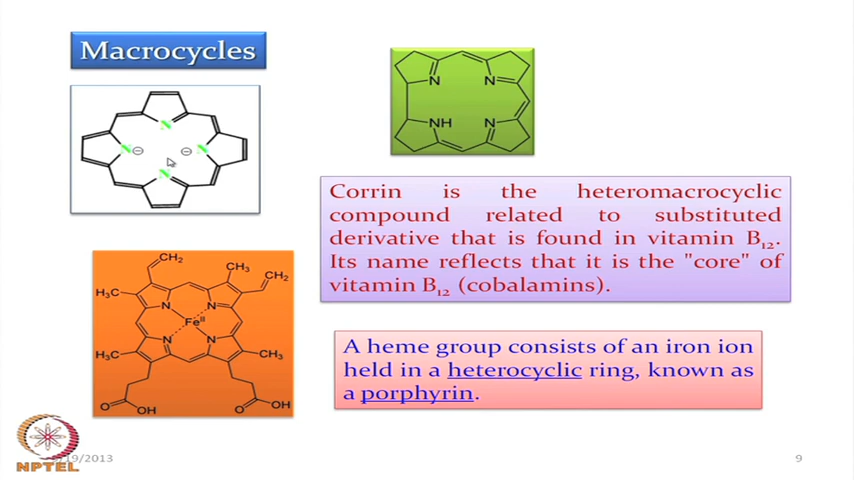 Macrocycles
N
N
N
N
N
N
NH
N
Corrin is the heteromacrocyclic
compound related to substituted
derivative that is found in vitamin B₁₂.
Its name reflects that it is the "core" of
vitamin B₁₂ (cobalamins).
CH₂
CH₃
CH₂
H₃C
N
N
Feᴵᴵ
N
N
H₃C
CH₃
O
OH
O
OH
A heme group consists of an iron ion
held in a heterocyclic ring, known as
a porphyrin.
NPTEL
/19/2013
9